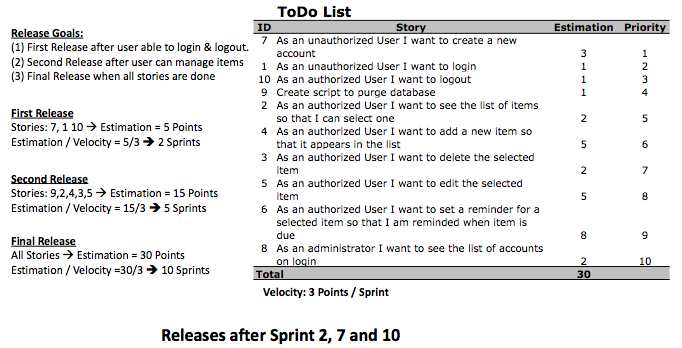 Release Goals:
(1) First Release after user able to login & logout.
(2) Second Release after user can manage items
(3) Final Release when all stories are done
First Release
Stories: 7, 1 10 → Estimation = 5 Points
Estimation / Velocity = 5/3 → 2 Sprints
Second Release
Stories: 9,2,4,3,5 → Estimation = 15 Points
Estimation / Velocity = 15/3 → 5 Sprints
Final Release
All Stories → Estimation = 30 Points
Estimation / Velocity =30/3 → 10 Sprints
ToDo List
ID Story Estimation Priority
7 As an unauthorized User I want to create a new
account 3 1
1 As an unauthorized User I want to login 1 2
10 As an authorized User I want to logout 1 3
9 Create script to purge database 1 4
2 As an authorized User I want to see the list of items
so that I can select one 2 5
4 As an authorized User I want to add a new item so
that it appears in the list 5 6
3 As an authorized User I want to delete the selected
item 2 7
5 As an authorized User I want to edit the selected
item 5 8
6 As an authorized User I want to set a reminder for a
selected item so that I am reminded when item is
due 8 9
8 As an administrator I want to see the list of accounts
on login 2 10
Total 30
Velocity: 3 Points / Sprint
Releases after Sprint 2, 7 and 10